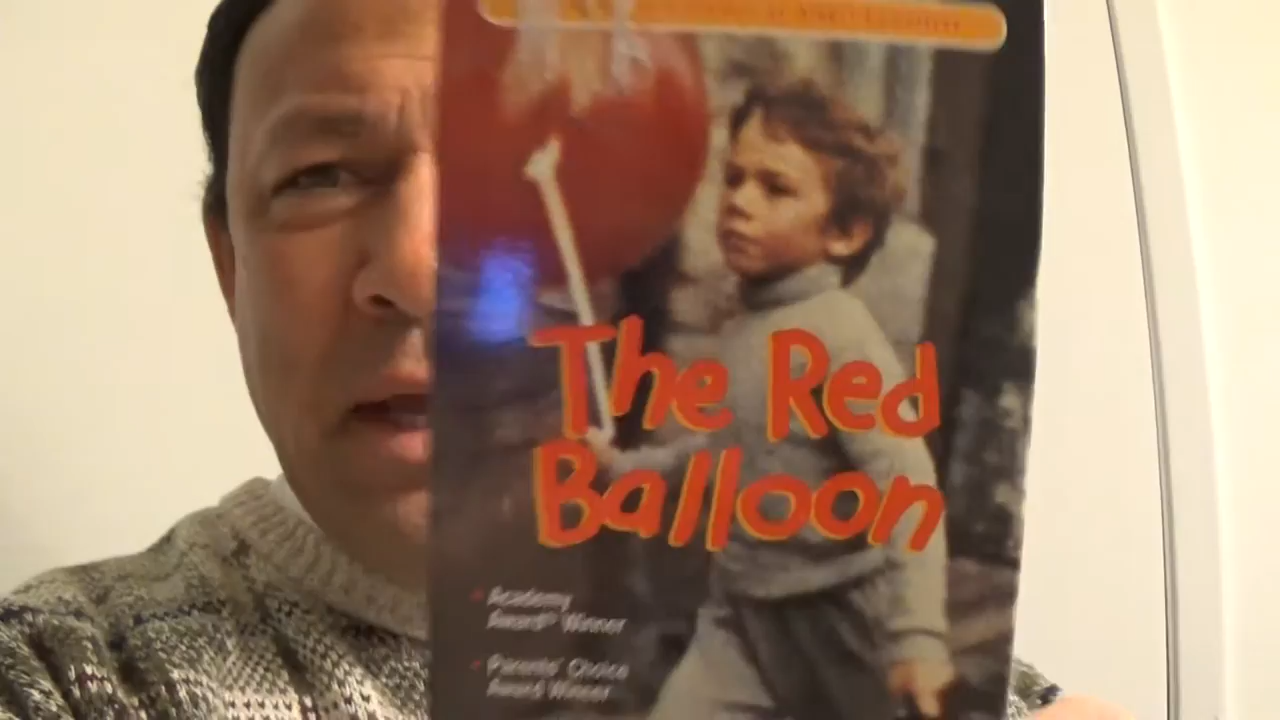 The Red
Balloon
Academy
Award® Winner
Parents' Choice
Award Winner